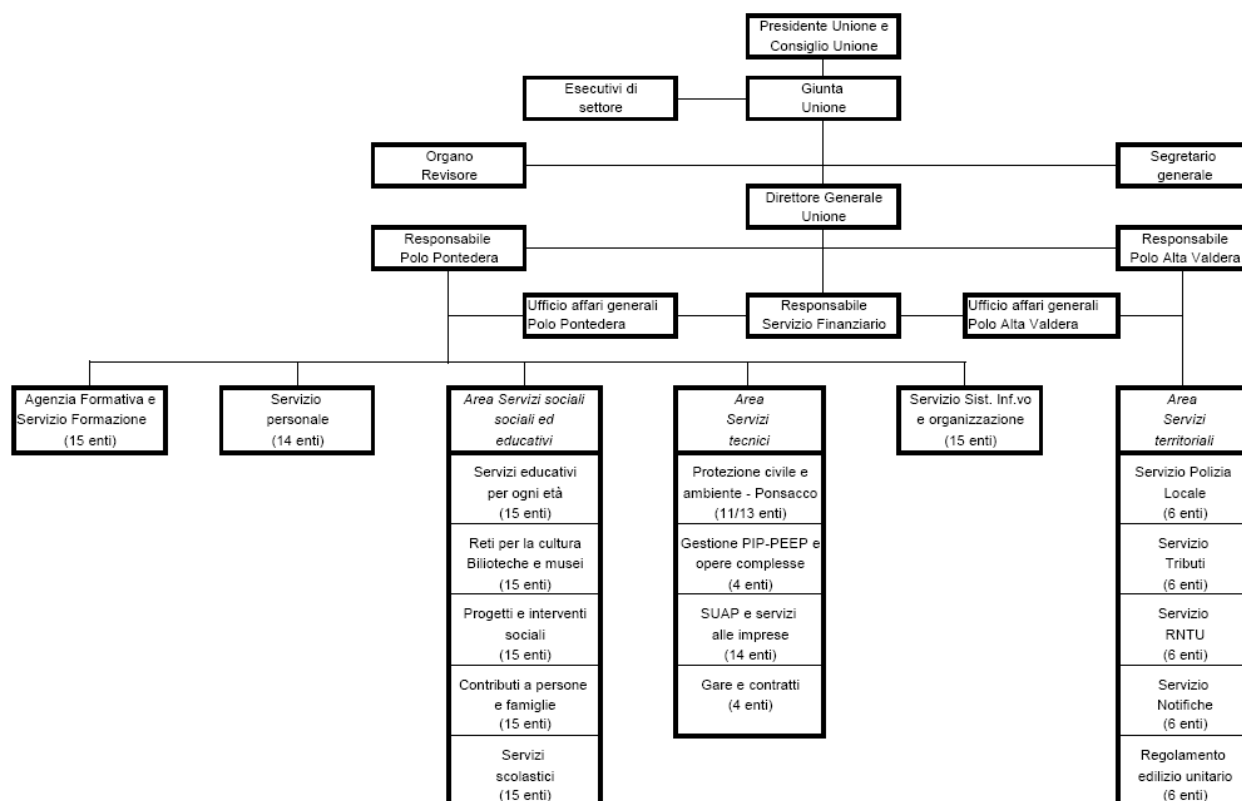 Presidente Unione e
Consiglio Unione
Esecutivi di
settore
Giunta
Unione
Organo
Revisore
Segretario
generale
Direttore Generale
Unione
Responsabile
Polo Pontedera
Responsabile
Polo Alta Valdera
Ufficio affari generali
Polo Pontedera
Responsabile
Servizio Finanziario
Ufficio affari generali
Polo Alta Valdera
Agenzia Formativa e
Servizio Formazione
(15 enti)
Servizio
personale
(14 enti)
Area Servizi sociali
sociali ed
educativi
Servizi educativi
per ogni età
(15 enti)
Reti per la cultura
Bilioteche e musei
(15 enti)
Progetti e interventi
sociali
(15 enti)
Contributi a persone
e famiglie
(15 enti)
Servizi
scolastici
(15 enti)
Area
Servizi
tecnici
Protezione civile e
ambiente - Ponsacco
(11/13 enti)
Gestione PIP-PEEP e
opere complesse
(4 enti)
SUAP e servizi
alle imprese
(14 enti)
Gare e contratti
(4 enti)
Servizio Sist. Inf.vo
e organizzazione
(15 enti)
Area
Servizi
territoriali
Servizio Polizia
Locale
(6 enti)
Servizio
Tributi
(6 enti)
Servizio
RNTU
(6 enti)
Servizio
Notifiche
(6 enti)
Regolamento
edilizio unitario
(6 enti)